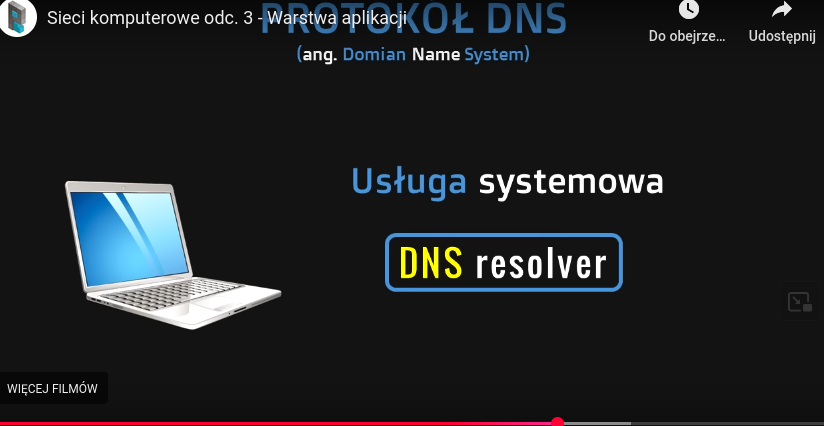 Sieci komputerowe odc. 3 - Warstwa aplikacji
PROTOKÓŁ DNS
Do obejrze...
Udostępnij
(ang. Domian Name System)
Usługa systemowa
DNS resolver
WIĘCEJ FILMÓW